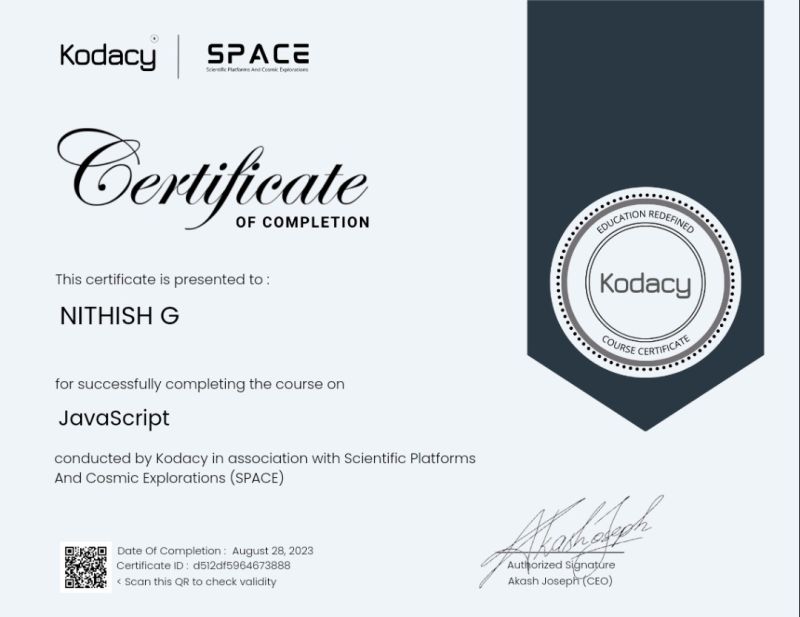 Kodacy
SPACE
Scientific Platforms And Cosmic Explorations
Certificate
OF COMPLETION
EDUCATION REDEFINED
Kodacy
COURSE CERTIFICATE
This certificate is presented to :
NITHISH G
for successfully completing the course on
JavaScript
conducted by Kodacy in association with Scientific Platforms
And Cosmic Explorations (SPACE)
Date Of Completion : August 28, 2023
Certificate ID : d512df5964673888
< Scan this QR to check validity
Akash Joseph
Authorized Signature
Akash Joseph (CEO)